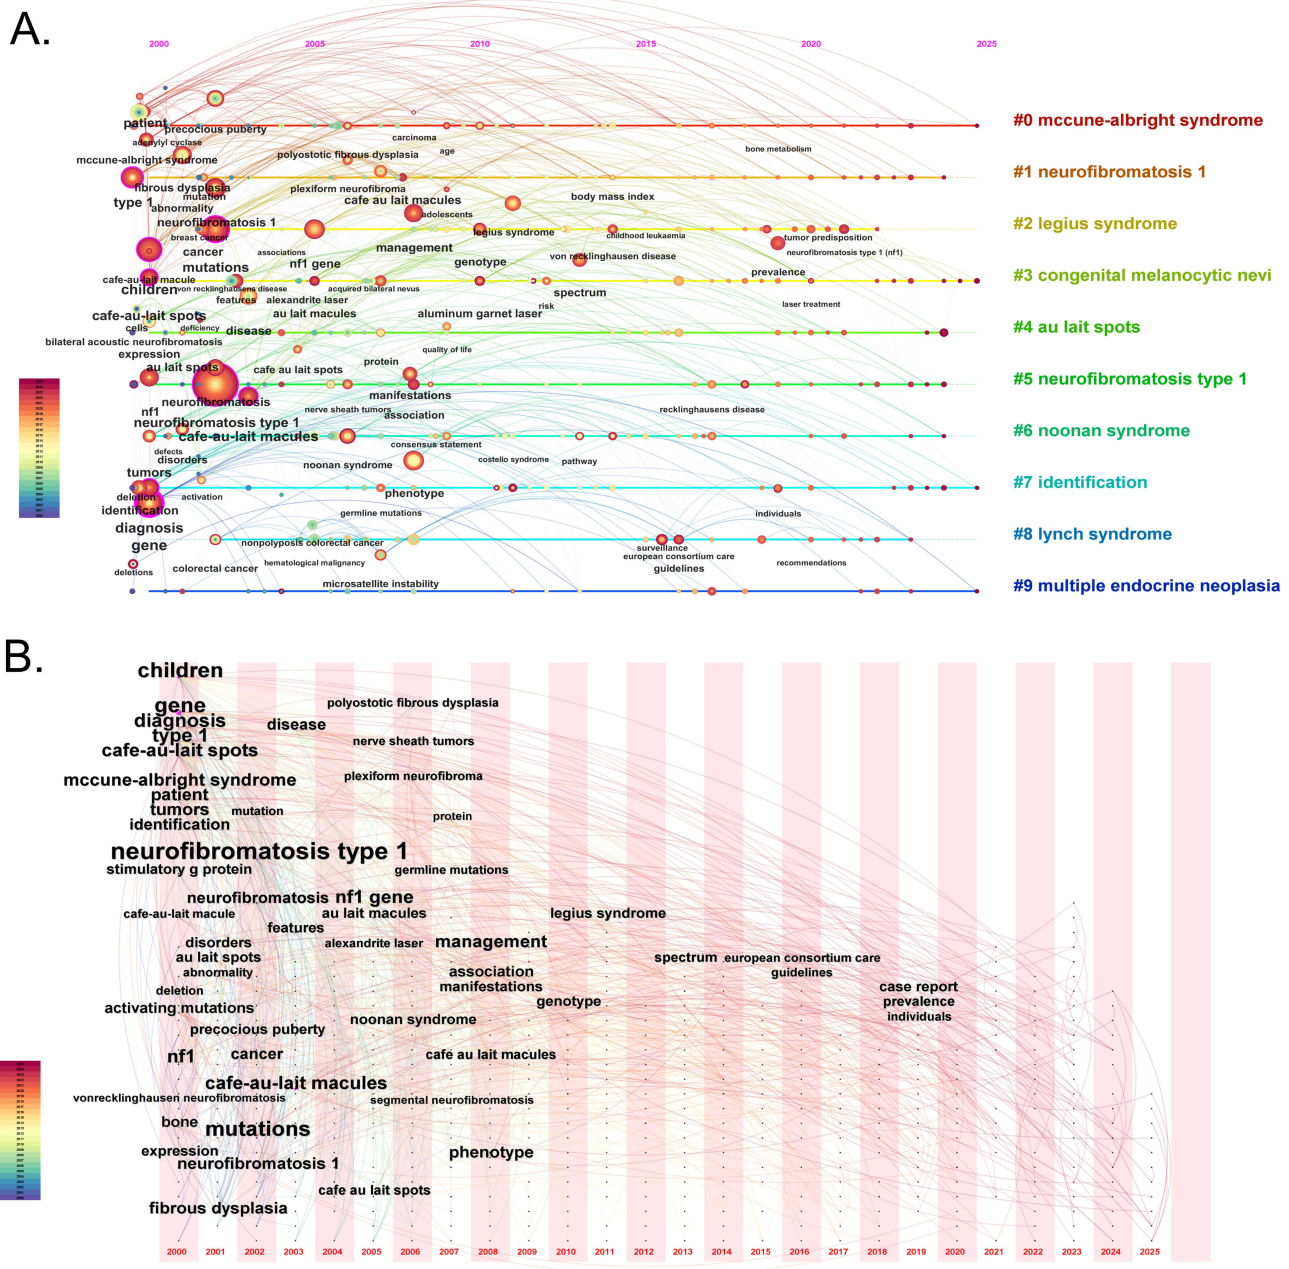 A.
2000 2005 2010 2015 2020 2025
patient
precocious puberty
adenylyl cyclase
carcinoma
#0 mccune-albright syndrome
mccune-albright syndrome
polyostotic fibrous dysplasia
age
bone metabolism
#1 neurofibromatosis 1
fibrous dysplasia
mutation
plexiform neurofibroma
type 1
abnormality
cafe au lait macules
body mass index
adolescents
neurofibromatosis 1
#2 legius syndrome
breast cancer
legius syndrome
childhood leukaemia
tumor predisposition
cancer
associations
management
neurofibromatosis type 1 (nf1)
mutations
nf1 gene
genotype
von recklinghausen disease
cafe-au-lait macule
prevalence
#3 congenital melanocytic nevi
children
von recklinghausens disease
acquired bilateral nevus
spectrum
features
alexandrite laser
risk
laser treatment
cafe-au-lait spots
au lait macules
aluminum garnet laser
cells
deficiency
disease
#4 au lait spots
bilateral acoustic neurofibromatosis
expression
quality of life
au lait spots
cafe au lait spots
protein
#5 neurofibromatosis type 1
neurofibromatosis
manifestations
nf1
nerve sheath tumors
association
recklinghausens disease
neurofibromatosis type 1
cafe-au-lait macules
#6 noonan syndrome
defects
consensus statement
disorders
noonan syndrome
costello syndrome
pathway
tumors
#7 identification
deletion
activation
phenotype
identification
germline mutations
individuals
diagnosis
#8 lynch syndrome
gene
nonpolyposis colorectal cancer
surveillance
european consortium care
deletions
colorectal cancer
hematological malignancy
guidelines
recommendations
microsatellite instability
#9 multiple endocrine neoplasia
B.
children
gene
polyostotic fibrous dysplasia
diagnosis
disease
type 1
nerve sheath tumors
cafe-au-lait spots
mccune-albright syndrome
plexiform neurofibroma
patient
tumors
mutation
protein
identification
neurofibromatosis type 1
stimulatory g protein
germline mutations
neurofibromatosis
nf1 gene
cafe-au-lait macule
au lait macules
legius syndrome
features
disorders
alexandrite laser
management
au lait spots
spectrum
european consortium care
abnormality
association
guidelines
deletion
manifestations
case report
activating mutations
genotype
prevalence
precocious puberty
noonan syndrome
individuals
nf1
cancer
café au lait macules
cafe-au-lait macules
vonrecklinghausen neurofibromatosis
segmental neurofibromatosis
bone
mutations
expression
phenotype
neurofibromatosis 1
cafe au lait spots
fibrous dysplasia
2000 2001 2002 2003 2004 2005 2006 2007 2008 2009 2010 2011 2012 2013 2014 2015 2016 2017 2018 2019 2020 2021 2022 2023 2024 2025